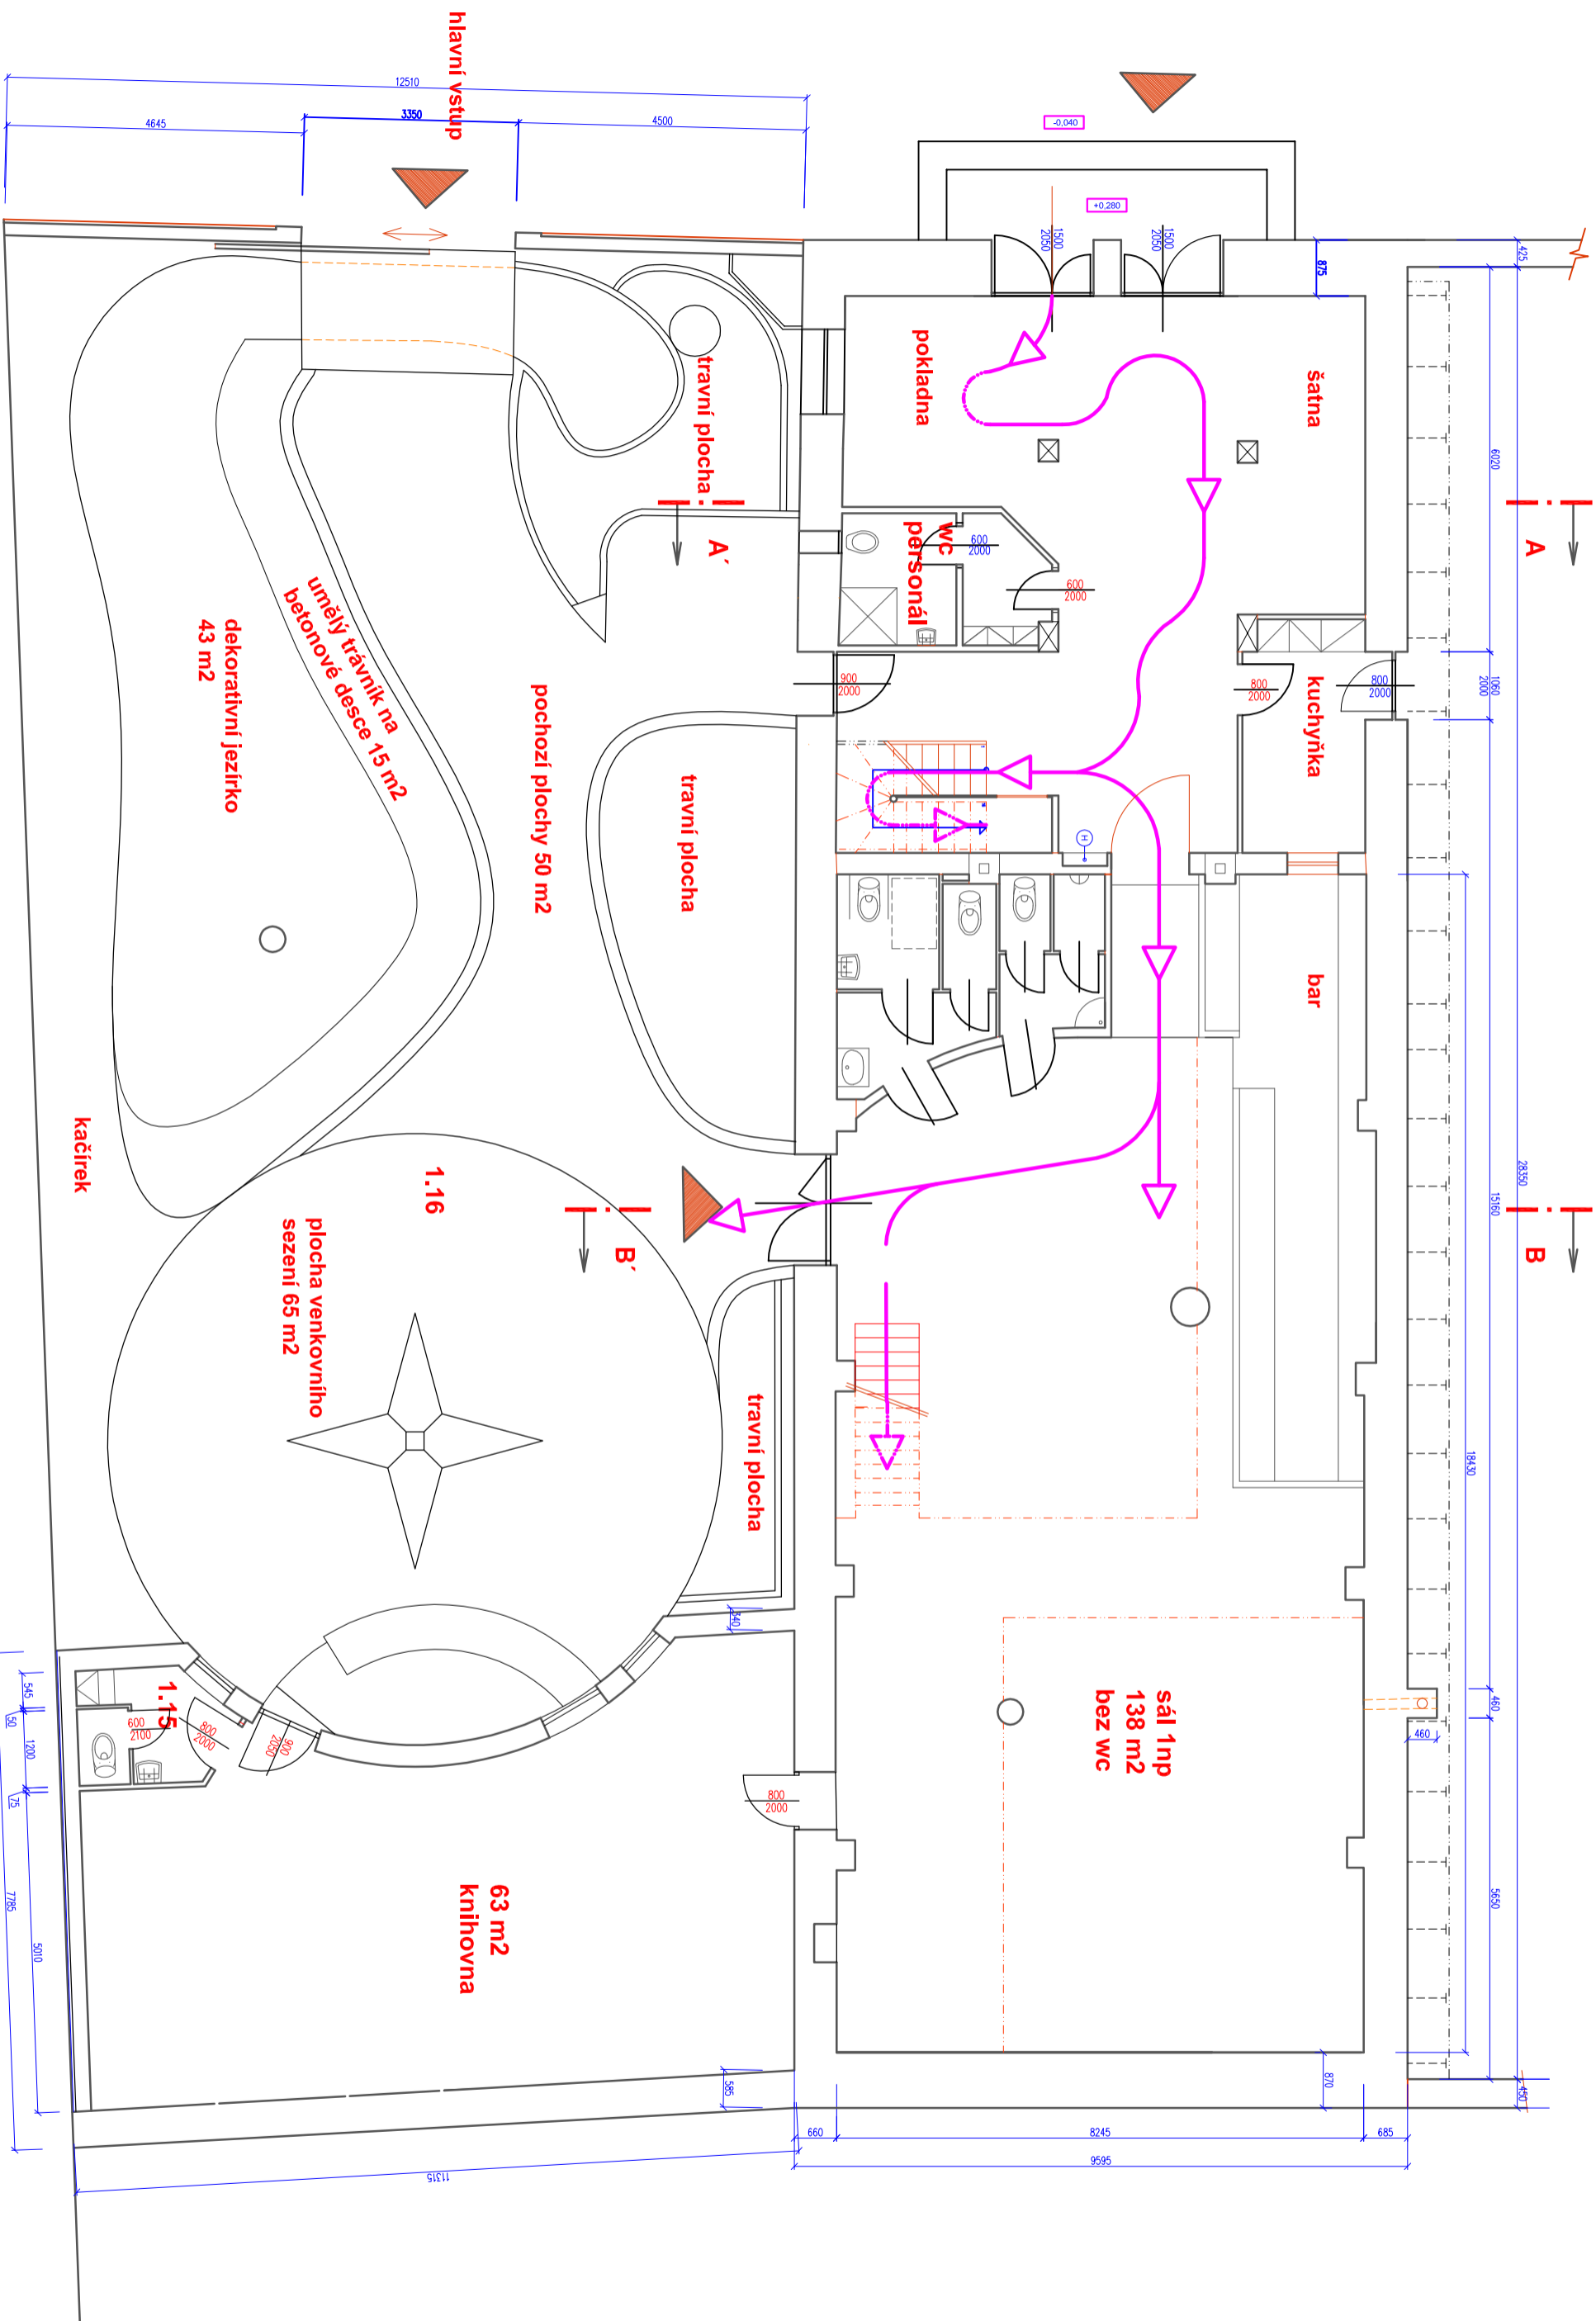 hlavní vstup
12510
4645
3350
4500
-0,040
+0,280
1500
2050
1500
2050
875
425
6020
28350
1060
2000
15160
18430
460
460
5650
450
A
A´
B
B´
pokladna
šatna
travní plocha
wc
personál
600
2000
600
2000
900
2000
800
2000
800
2000
kuchyňka
umělý trávník na
betonové desce 15 m2
dekorativní jezírko
43 m2
pochozí plochy 50 m2
travní plocha
H
bar
kačírek
1.16
plocha venkovního
sezení 65 m2
travní plocha
sál 1np
138 m2
bez wc
340
1.15
600
2100
800
2000
900
2050
800
2000
63 m2
knihovna
545
50
1200
75
5010
7785
585
870
660
8245
685
9595
11315